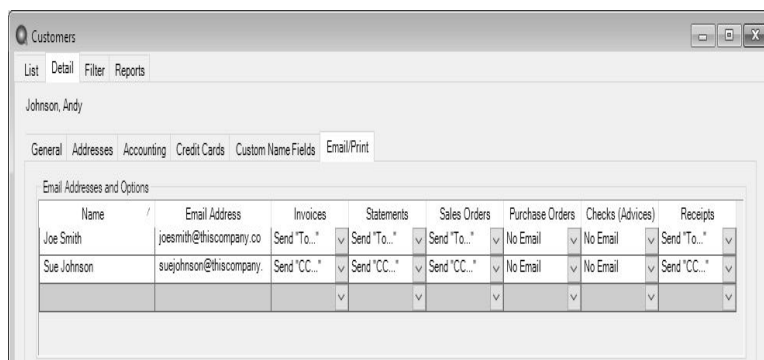 Customers
List Detail Filter Reports
Johnson, Andy
General Addresses Accounting Credit Cards Custom Name Fields Email/Print
Email Addresses and Options
Name / Email Address Invoices Statements Sales Orders Purchase Orders Checks (Advices) Receipts
Joe Smith joesmith@thiscompany.co Send "To..." Send "To..." Send "To..." No Email No Email Send "To..."
Sue Johnson suejohnson@thiscompany. Send "CC..." Send "CC..." Send "CC..." No Email No Email Send "CC..."